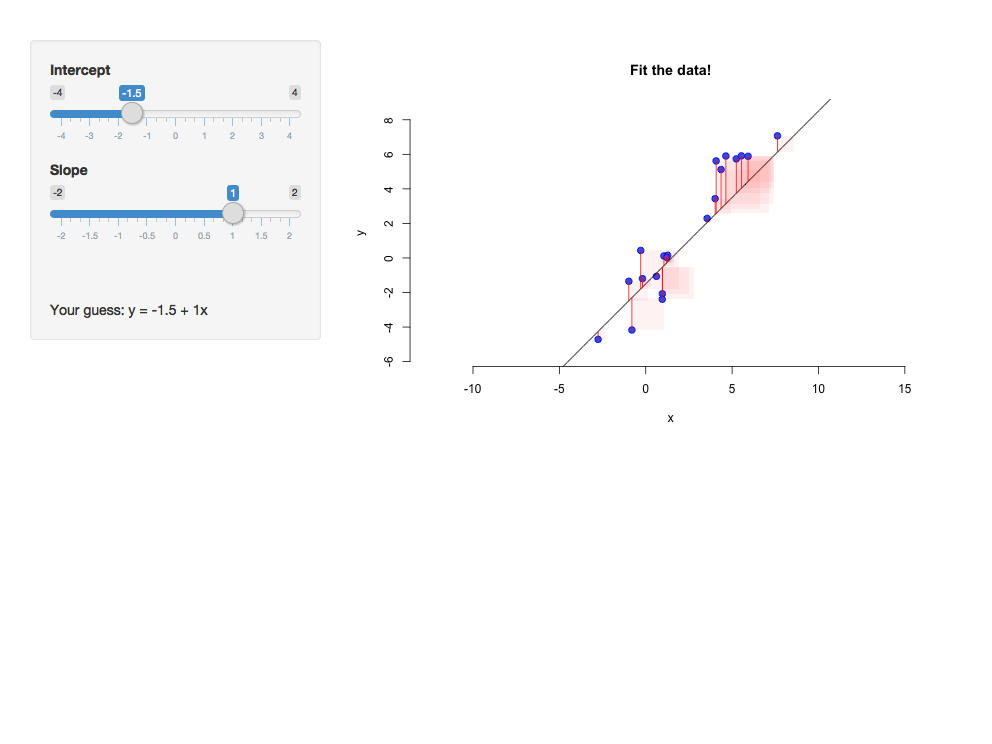 Intercept
-4 -1.5 4
-4 -3 -2 -1 0 1 2 3 4
Slope
-2 1 2
-2 -1.5 -1 -0.5 0 0.5 1 1.5 2
Your guess: y = -1.5 + 1x
Fit the data!
8
6
4
2
0
-2
-4
-6
y
-10 -5 0 5 10 15
x